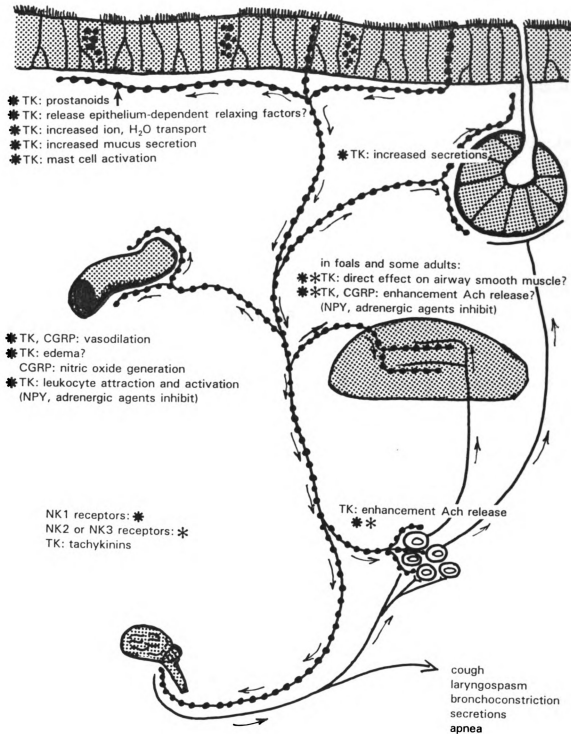 ✱ TK: prostanoids
✱ TK: release epithelium-dependent relaxing factors?
✱ TK: increased ion, H₂O transport
✱ TK: increased mucus secretion
✱ TK: mast cell activation
✱ TK: increased secretions
in foals and some adults:
✱*TK: direct effect on airway smooth muscle?
✱*TK, CGRP: enhancement Ach release?
(NPY, adrenergic agents inhibit)
✱ TK, CGRP: vasodilation
✱ TK: edema?
CGRP: nitric oxide generation
✱ TK: leukocyte attraction and activation
(NPY, adrenergic agents inhibit)
NK1 receptors: ✱
NK2 or NK3 receptors: *
TK: tachykinins
TK: enhancement Ach release
✱*
cough
laryngospasm
bronchoconstriction
secretions
apnea